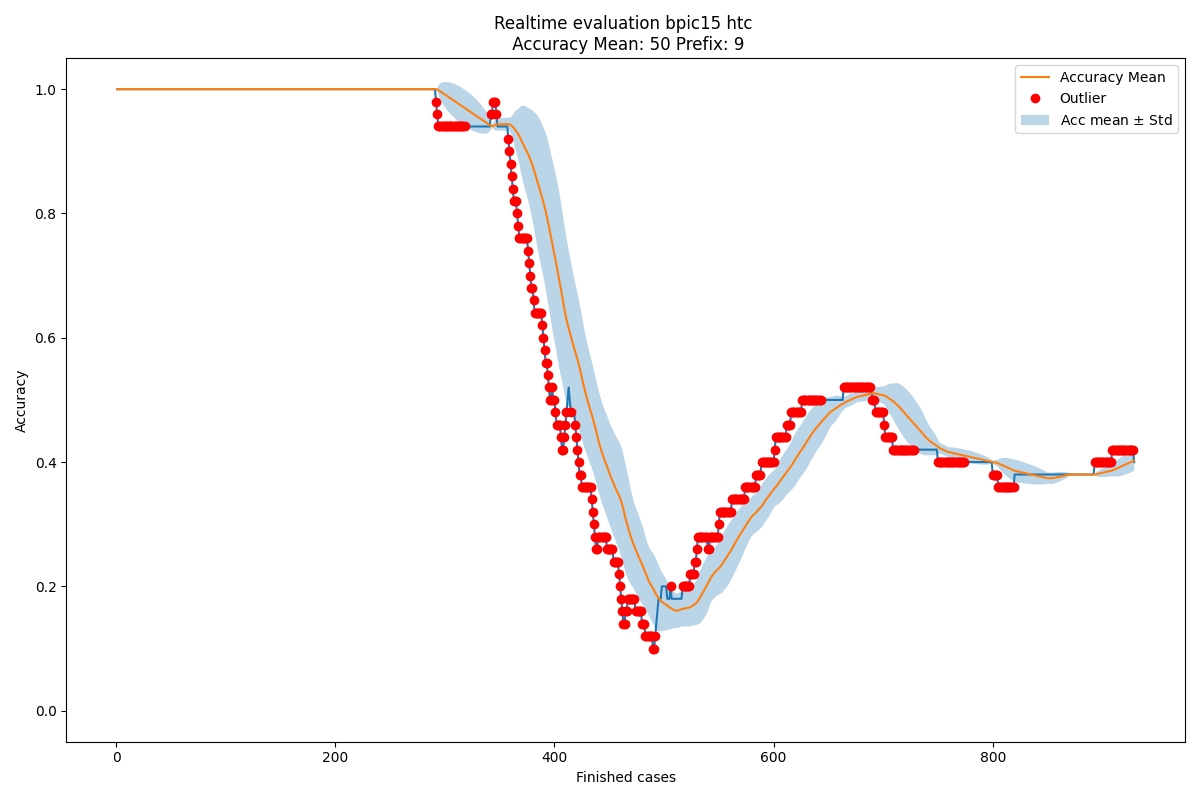 Realtime evaluation bpic15 htc
Accuracy Mean: 50 Prefix: 9
Accuracy Mean
Outlier
Acc mean ± Std
1.0
0.8
0.6
0.4
0.2
0.0
Accuracy
0
200
400
600
800
Finished cases